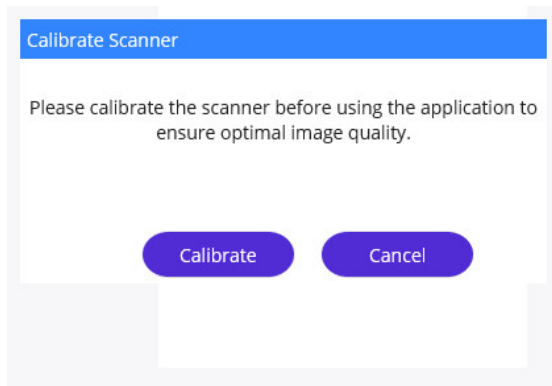 Calibrate Scanner
Please calibrate the scanner before using the application to
ensure optimal image quality.
Calibrate
Cancel